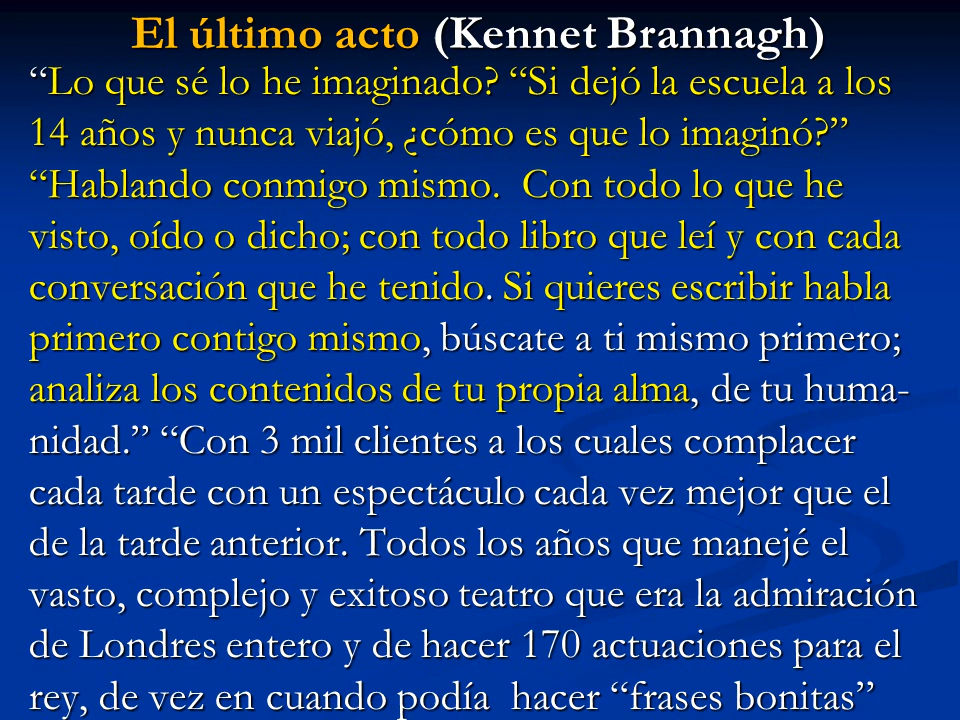 El último acto (Kennet Brannagh)
“Lo que sé lo he imaginado? “Si dejó la escuela a los
14 años y nunca viajó, ¿cómo es que lo imaginó?”
“Hablando conmigo mismo.  Con todo lo que he
visto, oído o dicho; con todo libro que leí y con cada
conversación que he tenido. Si quieres escribir habla
primero contigo mismo, búscate a ti mismo primero;
analiza los contenidos de tu propia alma, de tu huma-
nidad.” “Con 3 mil clientes a los cuales complacer
cada tarde con un espectáculo cada vez mejor que el
de la tarde anterior. Todos los años que manejé el
vasto, complejo y exitoso teatro que era la admiración
de Londres entero y de hacer 170 actuaciones para el
rey, de vez en cuando podía  hacer “frases bonitas”